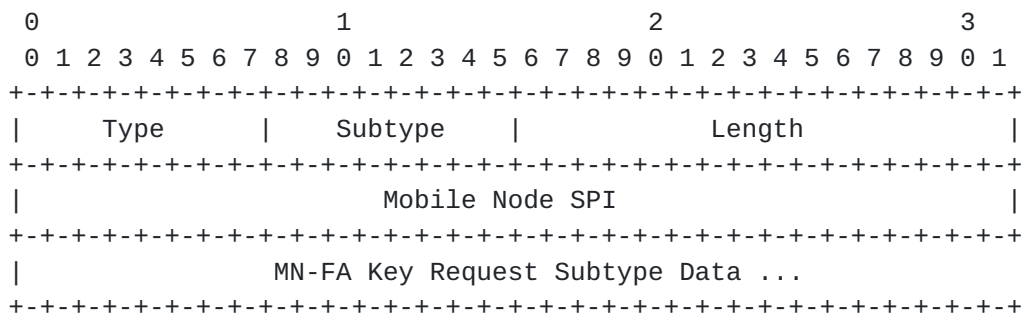 0                   1                   2                   3
 0 1 2 3 4 5 6 7 8 9 0 1 2 3 4 5 6 7 8 9 0 1 2 3 4 5 6 7 8 9 0 1
+-+-+-+-+-+-+-+-+-+-+-+-+-+-+-+-+-+-+-+-+-+-+-+-+-+-+-+-+-+-+-+-+
|     Type      |    Subtype    |            Length             |
+-+-+-+-+-+-+-+-+-+-+-+-+-+-+-+-+-+-+-+-+-+-+-+-+-+-+-+-+-+-+-+-+
|                       Mobile Node SPI                         |
+-+-+-+-+-+-+-+-+-+-+-+-+-+-+-+-+-+-+-+-+-+-+-+-+-+-+-+-+-+-+-+-+
|                MN-FA Key Request Subtype Data ...
+-+-+-+-+-+-+-+-+-+-+-+-+-+-+-+-+-+-+-+-+-+-+-+-+-+-+-+-+-+-+-+-+